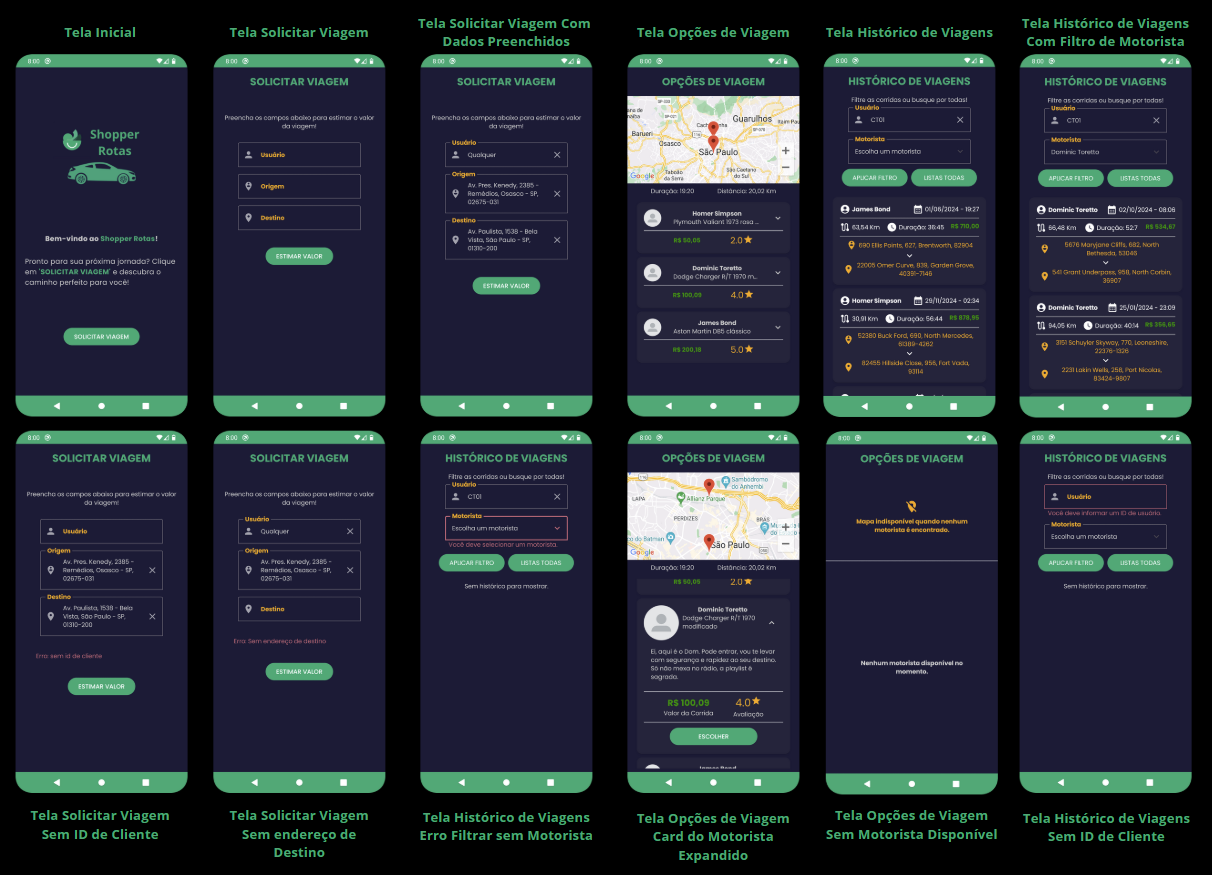 Tela Inicial
8:00
Shopper
Rotas
Bem-vindo ao Shopper Rotas!
Pronto para sua próxima jornada? Clique
em 'SOLICITAR VIAGEM' e descubra o
caminho perfeito para você!
SOLICITAR VIAGEM
Tela Solicitar Viagem
8:00
SOLICITAR VIAGEM
Preencha os campos abaixo para estimar o valor
da viagem!
Usuário
Origem
Destino
ESTIMAR VALOR
Tela Solicitar Viagem Com
Dados Preenchidos
8:00
SOLICITAR VIAGEM
Preencha os campos abaixo para estimar o valor
da viagem!
Usuário
Qualquer
Origem
Av. Pres. Kenedy, 2385 -
Remédios, Osasco - SP,
02675-031
Destino
Av. Paulista, 1538 - Bela
Vista, São Paulo - SP,
01310-200
ESTIMAR VALOR
Tela Opções de Viagem
8:00
OPÇÕES DE VIAGEM
Guarulhos
Barueri
Osasco
São Paulo
Itaim Pau
Taboão
da Serra
São Caetano
do Sul
Google
Duração: 19:20 Distância: 20,02 Km
Homer Simpson
Plymouth Valiant 1973 rosa ...
R$ 50,05 2.0
Dominic Toretto
Dodge Charger R/T 1970 m...
R$ 100,09 4.0
James Bond
Aston Martin DB5 clássico
R$ 200,18 5.0
Tela Histórico de Viagens
8:00
HISTÓRICO DE VIAGENS
Filtre as corridas ou busque por todas!
Usuário
CT01
Motorista
Escolha um motorista
APLICAR FILTRO LISTAS TODAS
James Bond 01/06/2024 - 19:27
63,54 Km Duração: 36:45 R$ 710,00
690 Ellis Points, 627, Brentworth, 82904
22005 Omer Curve, 838, Garden Grove,
40391-7146
Homer Simpson 29/11/2024 - 02:34
30,91 Km Duração: 56:44 R$ 878,95
52380 Buck Ford, 690, North Mercedes,
61389-4262
82455 Hillside Close, 956, Fort Vada,
93114
Tela Histórico de Viagens
Com Filtro de Motorista
8:00
HISTÓRICO DE VIAGENS
Filtre as corridas ou busque por todas!
Usuário
CT01
Motorista
Dominic Toretto
APLICAR FILTRO LISTAS TODAS
Dominic Toretto 02/10/2024 - 08:06
66,48 Km Duração: 52:7 R$ 534,67
5676 Maryjane Cliffs, 682, North
Bethesda, 53046
541 Grant Underpass, 958, North Corbin,
36907
Dominic Toretto 25/01/2024 - 23:09
94,05 Km Duração: 40:14 R$ 356,65
3151 Schuyler Skyway, 770, Leoneshire,
22376-1326
2231 Lakin Wells, 258, Port Nicolas,
83424-9807
8:00
SOLICITAR VIAGEM
Preencha os campos abaixo para estimar o valor
da viagem!
Usuário
Origem
Av. Pres. Kenedy, 2385 -
Remédios, Osasco - SP,
02675-031
Destino
Av. Paulista, 1538 - Bela
Vista, São Paulo - SP,
01310-200
Erro: sem id de cliente
ESTIMAR VALOR
Tela Solicitar Viagem
Sem ID de Cliente
8:00
SOLICITAR VIAGEM
Preencha os campos abaixo para estimar o valor
da viagem!
Usuário
Qualquer
Origem
Av. Pres. Kenedy, 2385 -
Remédios, Osasco - SP,
02675-031
Destino
Erro: Sem endereço de destino
ESTIMAR VALOR
Tela Solicitar Viagem
Sem endereço de
Destino
8:00
HISTÓRICO DE VIAGENS
Filtre as corridas ou busque por todas!
Usuário
CT01
Motorista
Escolha um motorista
Você deve selecionar um motorista.
APLICAR FILTRO LISTAS TODAS
Sem histórico para mostrar.
Tela Histórico de Viagens
Erro Filtrar sem Motorista
8:00
OPÇÕES DE VIAGEM
Sambódromo
do Anhembi
LAPA
Allianz Parque
PERDIZES
BRÁS
o do Batman
São Paulo
Google
Duração: 19:20 Distância: 20,02 Km
R$ 50,05 2.0
Dominic Toretto
Dodge Charger R/T 1970
modificado
Ei, aqui é o Dom. Pode entrar, vou te levar
com segurança e rapidez ao seu destino.
Só não mexa no rádio, a playlist é
sagrada.
R$ 100,09 4.0
Valor da Corrida Avaliação
ESCOLHER
James Bond
Tela Opções de Viagem
Card do Motorista
Expandido
8:00
OPÇÕES DE VIAGEM
Mapa indisponível quando nenhum
motorista é encontrado.
Nenhum motorista disponível no
momento.
Tela Opções de Viagem
Sem Motorista Disponível
8:00
HISTÓRICO DE VIAGENS
Filtre as corridas ou busque por todas!
Usuário
Você deve informar um ID de usuário.
Motorista
Escolha um motorista
APLICAR FILTRO LISTAS TODAS
Sem histórico para mostrar.
Tela Histórico de Viagens
Sem ID de Cliente